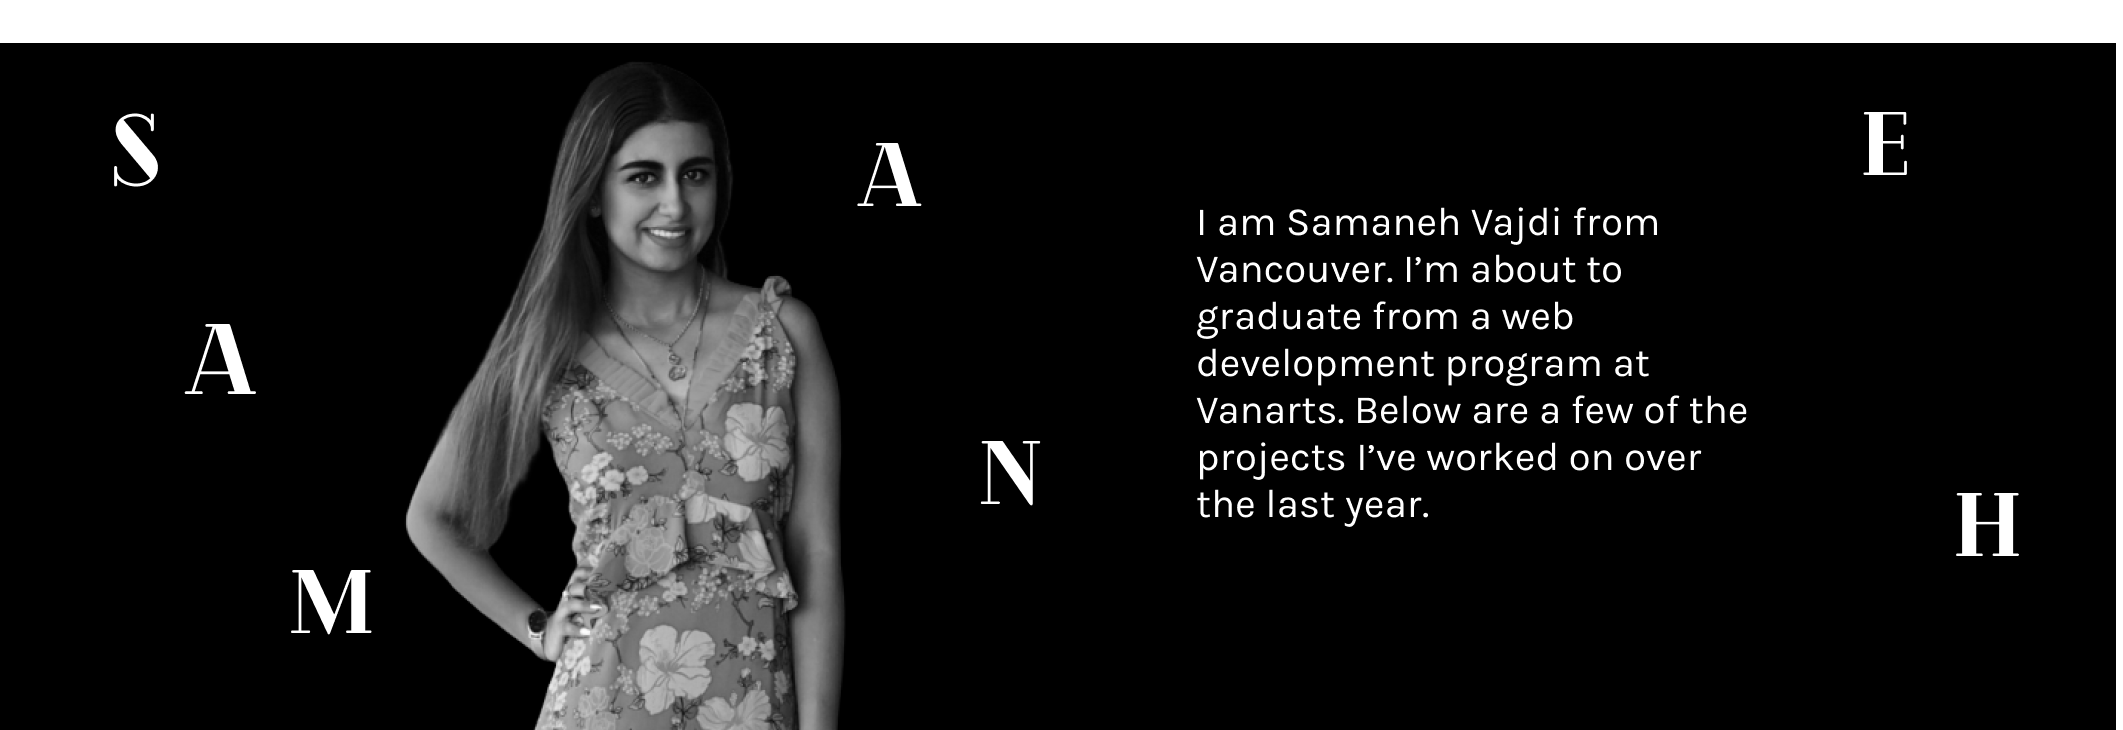 S
A
M
A
N
E
H
I am Samaneh Vajdi from
Vancouver. I’m about to
graduate from a web
development program at
Vanarts. Below are a few of the
projects I’ve worked on over
the last year.